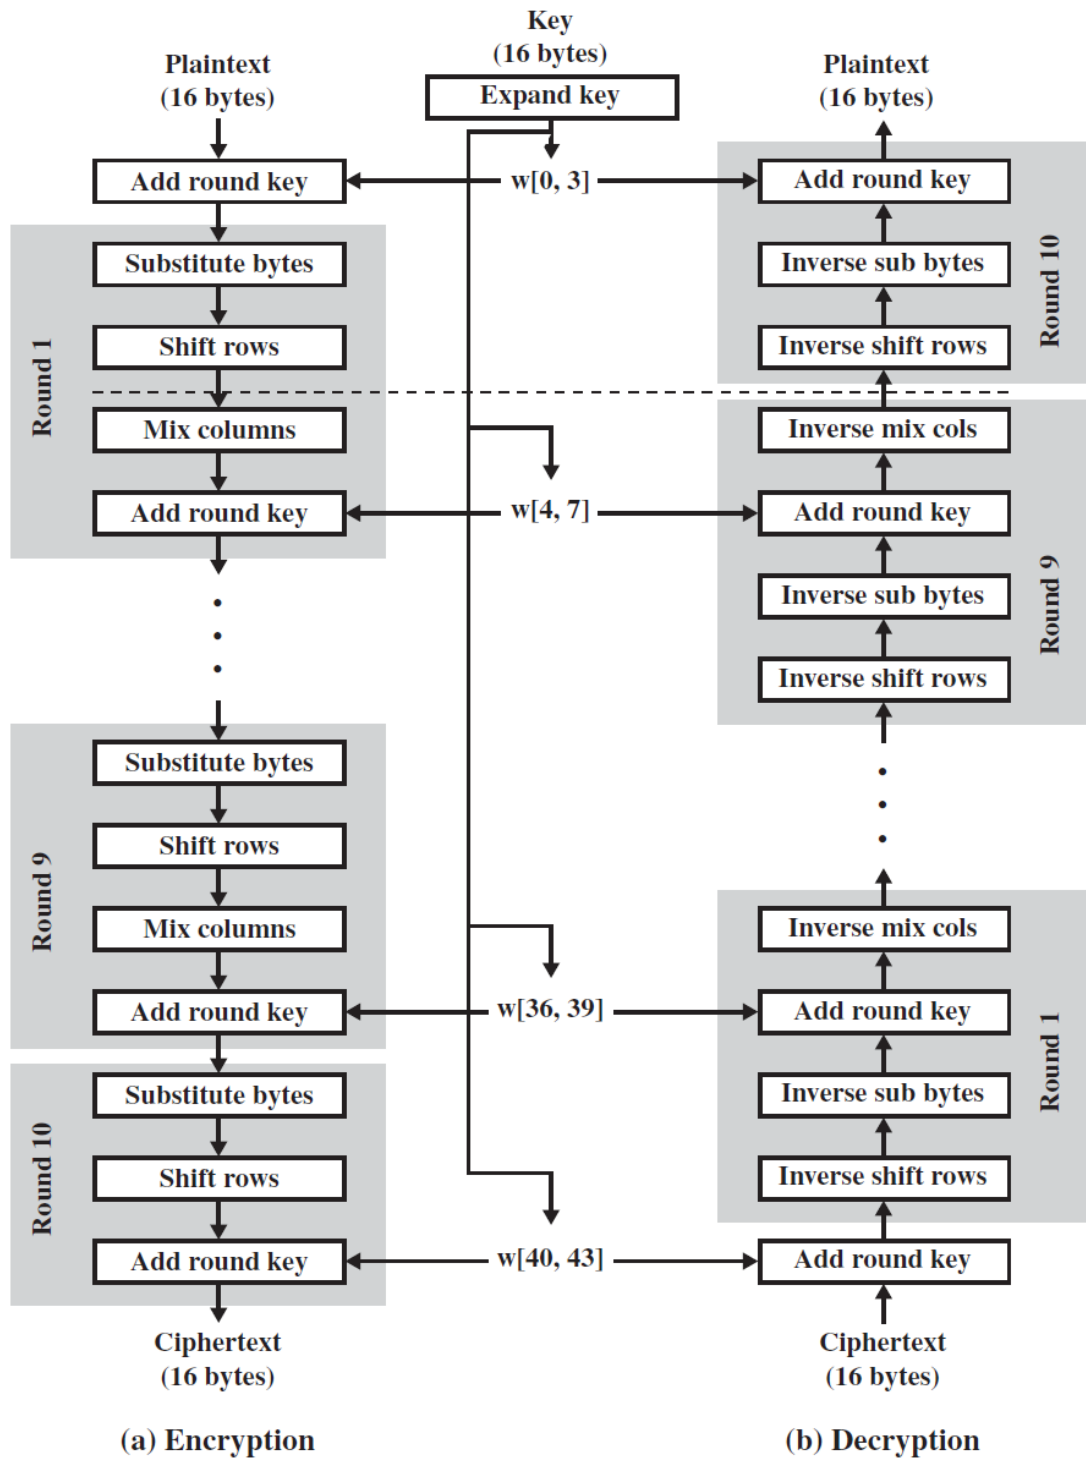 Key
(16 bytes)
Expand key
Plaintext
(16 bytes)
Add round key
Round 1
Substitute bytes
Shift rows
Mix columns
Add round key
Round 9
Substitute bytes
Shift rows
Mix columns
Add round key
Round 10
Substitute bytes
Shift rows
Add round key
Ciphertext
(16 bytes)
(a) Encryption
w[0, 3]
w[4, 7]
w[36, 39]
w[40, 43]
Plaintext
(16 bytes)
Add round key
Inverse sub bytes
Inverse shift rows
Round 10
Inverse mix cols
Add round key
Inverse sub bytes
Inverse shift rows
Round 9
Inverse mix cols
Add round key
Inverse sub bytes
Inverse shift rows
Round 1
Add round key
Ciphertext
(16 bytes)
(b) Decryption